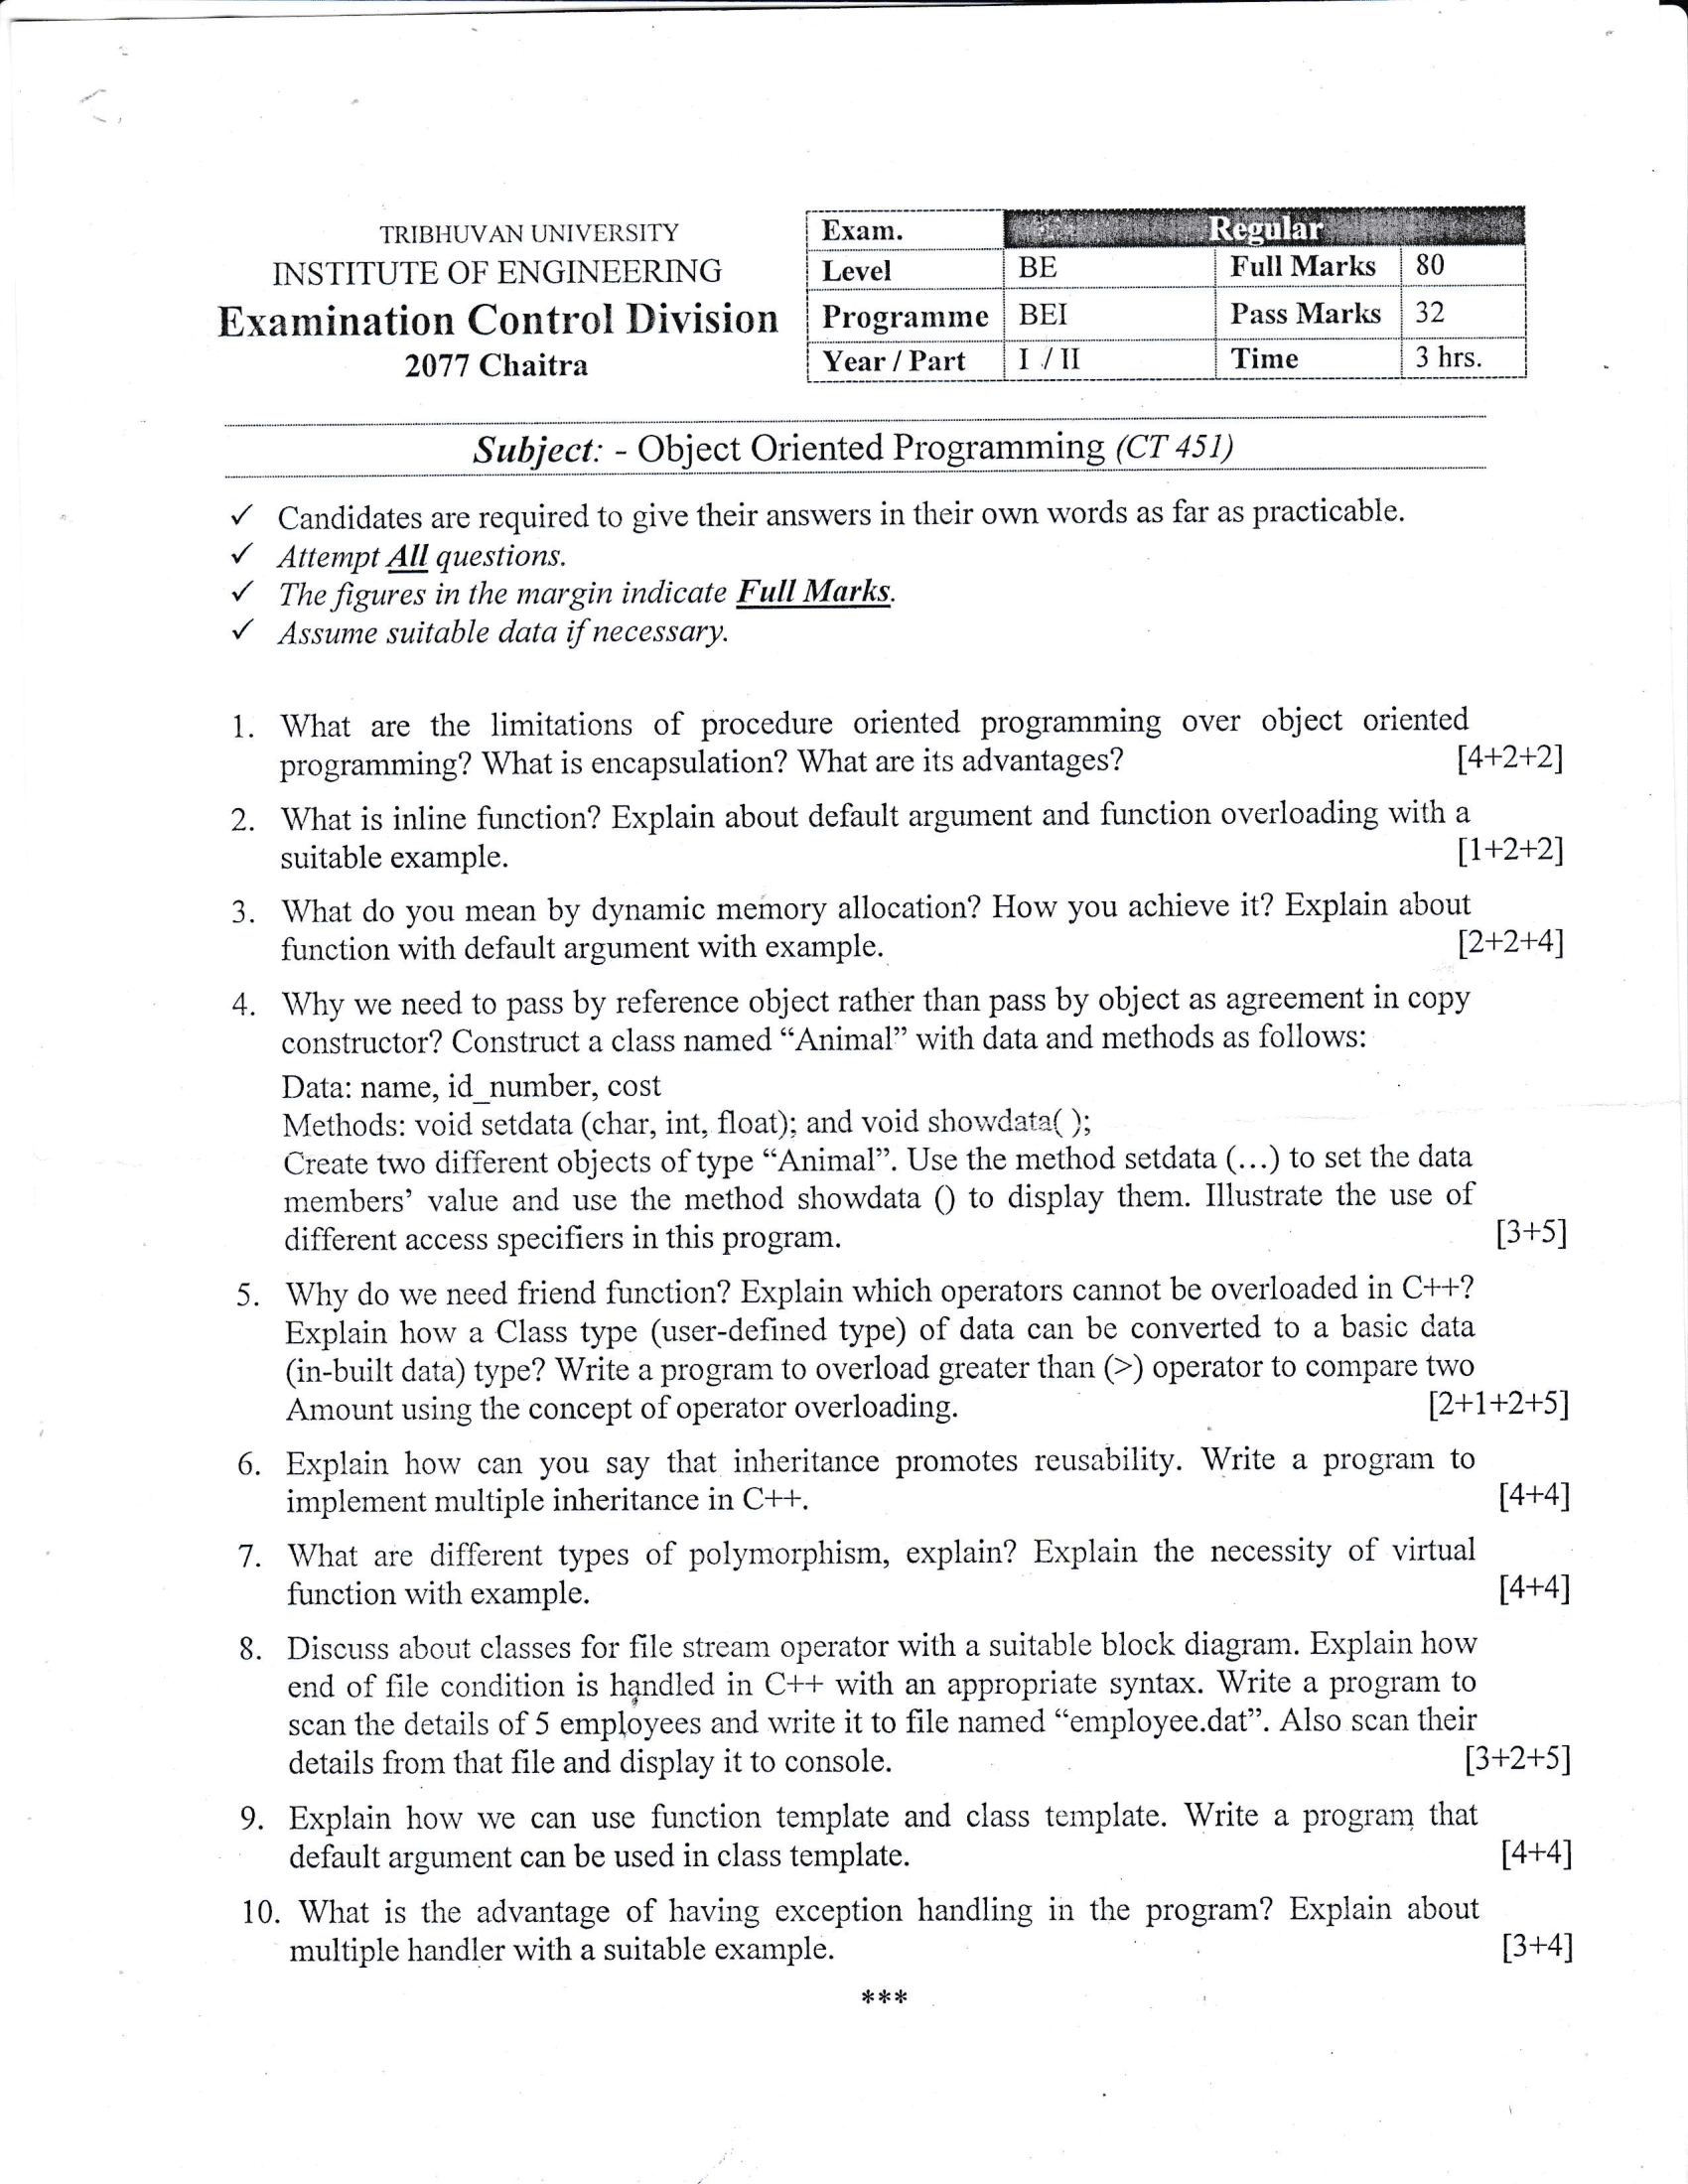 TRIBHUVAN UNIVERSITY
INSTITUTE OF ENGINEERING
Examination Control Division
2077 Chaitra
Exam. Regular
Level BE Full Marks 80
Programme BEI Pass Marks 32
Year / Part I / II Time 3 hrs.
Subject: - Object Oriented Programming (CT 451)
✓ Candidates are required to give their answers in their own words as far as practicable.
✓ Attempt All questions.
✓ The figures in the margin indicate Full Marks.
✓ Assume suitable data if necessary.
1. What are the limitations of procedure oriented programming over object oriented
programming? What is encapsulation? What are its advantages? [4+2+2]
2. What is inline function? Explain about default argument and function overloading with a
suitable example. [1+2+2]
3. What do you mean by dynamic memory allocation? How you achieve it? Explain about
function with default argument with example. [2+2+4]
4. Why we need to pass by reference object rather than pass by object as agreement in copy
constructor? Construct a class named “Animal” with data and methods as follows:
Data: name, id_number, cost
Methods: void setdata (char, int, float); and void showdata( );
Create two different objects of type “Animal”. Use the method setdata (...) to set the data
members’ value and use the method showdata () to display them. Illustrate the use of
different access specifiers in this program. [3+5]
5. Why do we need friend function? Explain which operators cannot be overloaded in C++?
Explain how a Class type (user-defined type) of data can be converted to a basic data
(in-built data) type? Write a program to overload greater than (>) operator to compare two
Amount using the concept of operator overloading. [2+1+2+5]
6. Explain how can you say that inheritance promotes reusability. Write a program to
implement multiple inheritance in C++. [4+4]
7. What are different types of polymorphism, explain? Explain the necessity of virtual
function with example. [4+4]
8. Discuss about classes for file stream operator with a suitable block diagram. Explain how
end of file condition is handled in C++ with an appropriate syntax. Write a program to
scan the details of 5 employees and write it to file named “employee.dat”. Also scan their
details from that file and display it to console. [3+2+5]
9. Explain how we can use function template and class template. Write a program that
default argument can be used in class template. [4+4]
10. What is the advantage of having exception handling in the program? Explain about
multiple handler with a suitable example. [3+4]
***